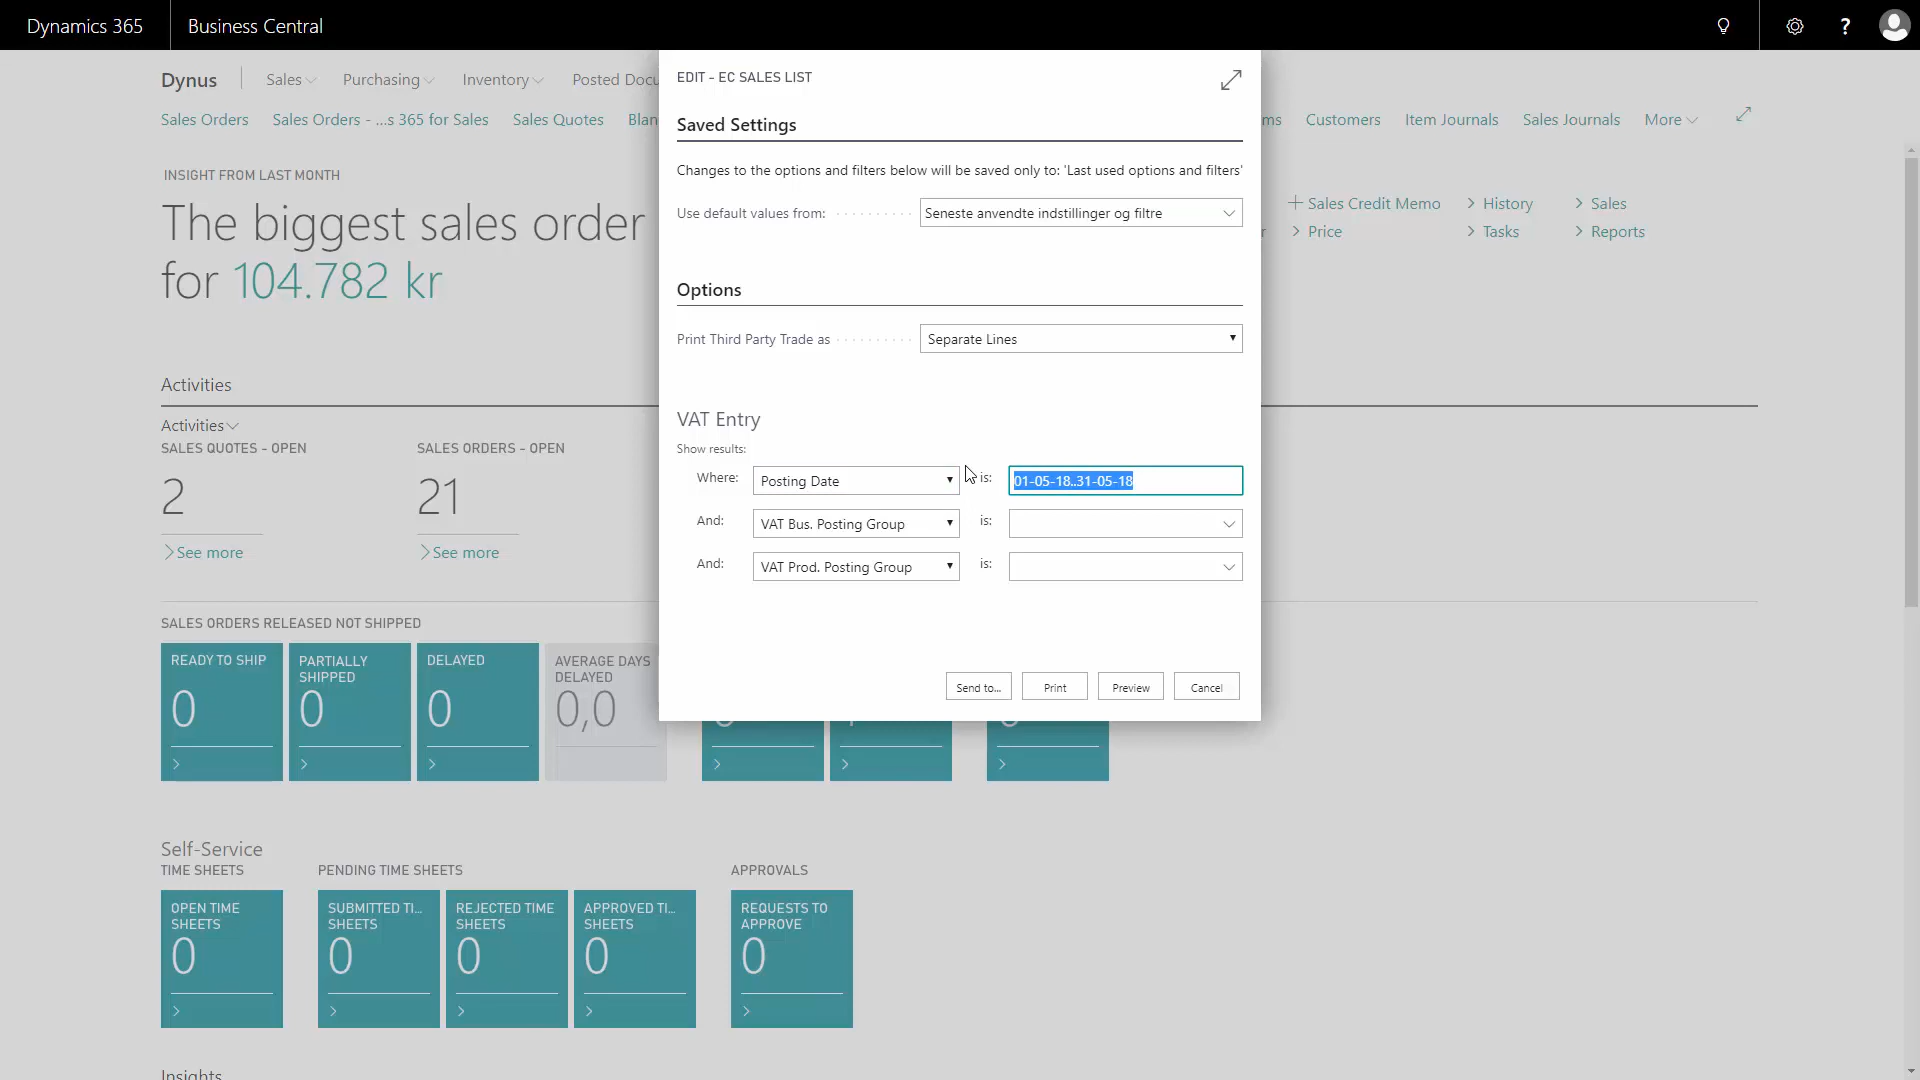 Dynamics 365
Business Central
Dynus
Sales
Purchasing
Inventory
Posted Docu
Sales Orders
Sales Orders - ...s 365 for Sales
Sales Quotes
Blan
ms
Customers
Item Journals
Sales Journals
More
INSIGHT FROM LAST MONTH
The biggest sales order
for 104.782 kr
+ Sales Credit Memo
> History
> Sales
r
> Price
> Tasks
> Reports
Activities
Activities
SALES QUOTES - OPEN
2
> See more
SALES ORDERS - OPEN
21
> See more
SALES ORDERS RELEASED NOT SHIPPED
READY TO SHIP
0
PARTIALLY
SHIPPED
0
DELAYED
0
AVERAGE DAYS
DELAYED
0,0
Self-Service
TIME SHEETS
PENDING TIME SHEETS
APPROVALS
OPEN TIME
SHEETS
0
SUBMITTED TI...
SHEETS
0
REJECTED TIME
SHEETS
0
APPROVED TI...
SHEETS
0
REQUESTS TO
APPROVE
0
Insights
EDIT - EC SALES LIST
Saved Settings
Changes to the options and filters below will be saved only to: 'Last used options and filters'
Use default values from:
Seneste anvendte indstillinger og filtre
Options
Print Third Party Trade as
Separate Lines
VAT Entry
Show results:
Where:
Posting Date
is:
01-05-18..31-05-18
And:
VAT Bus. Posting Group
is:
And:
VAT Prod. Posting Group
is:
Send to...
Print
Preview
Cancel